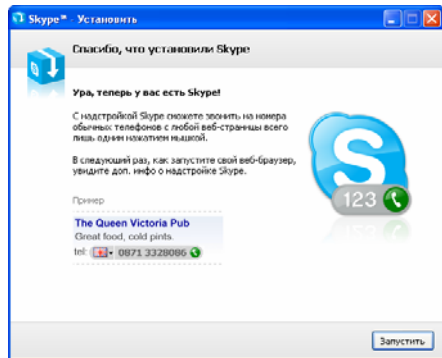 Skype™ - Установить
Спасибо, что установили Skype
Ура, теперь у вас есть Skype!
С надстройкой Skype сможете звонить на номера
обычных телефонов с любой веб-страницы всего
лишь одним нажатием мышкой.
В следующий раз, как запустите свой веб-браузер,
увидите доп. инфо о надстройке Skype.
Пример
The Queen Victoria Pub
Great food, cold pints.
tel: 0871 3328086
S
123
Запустить